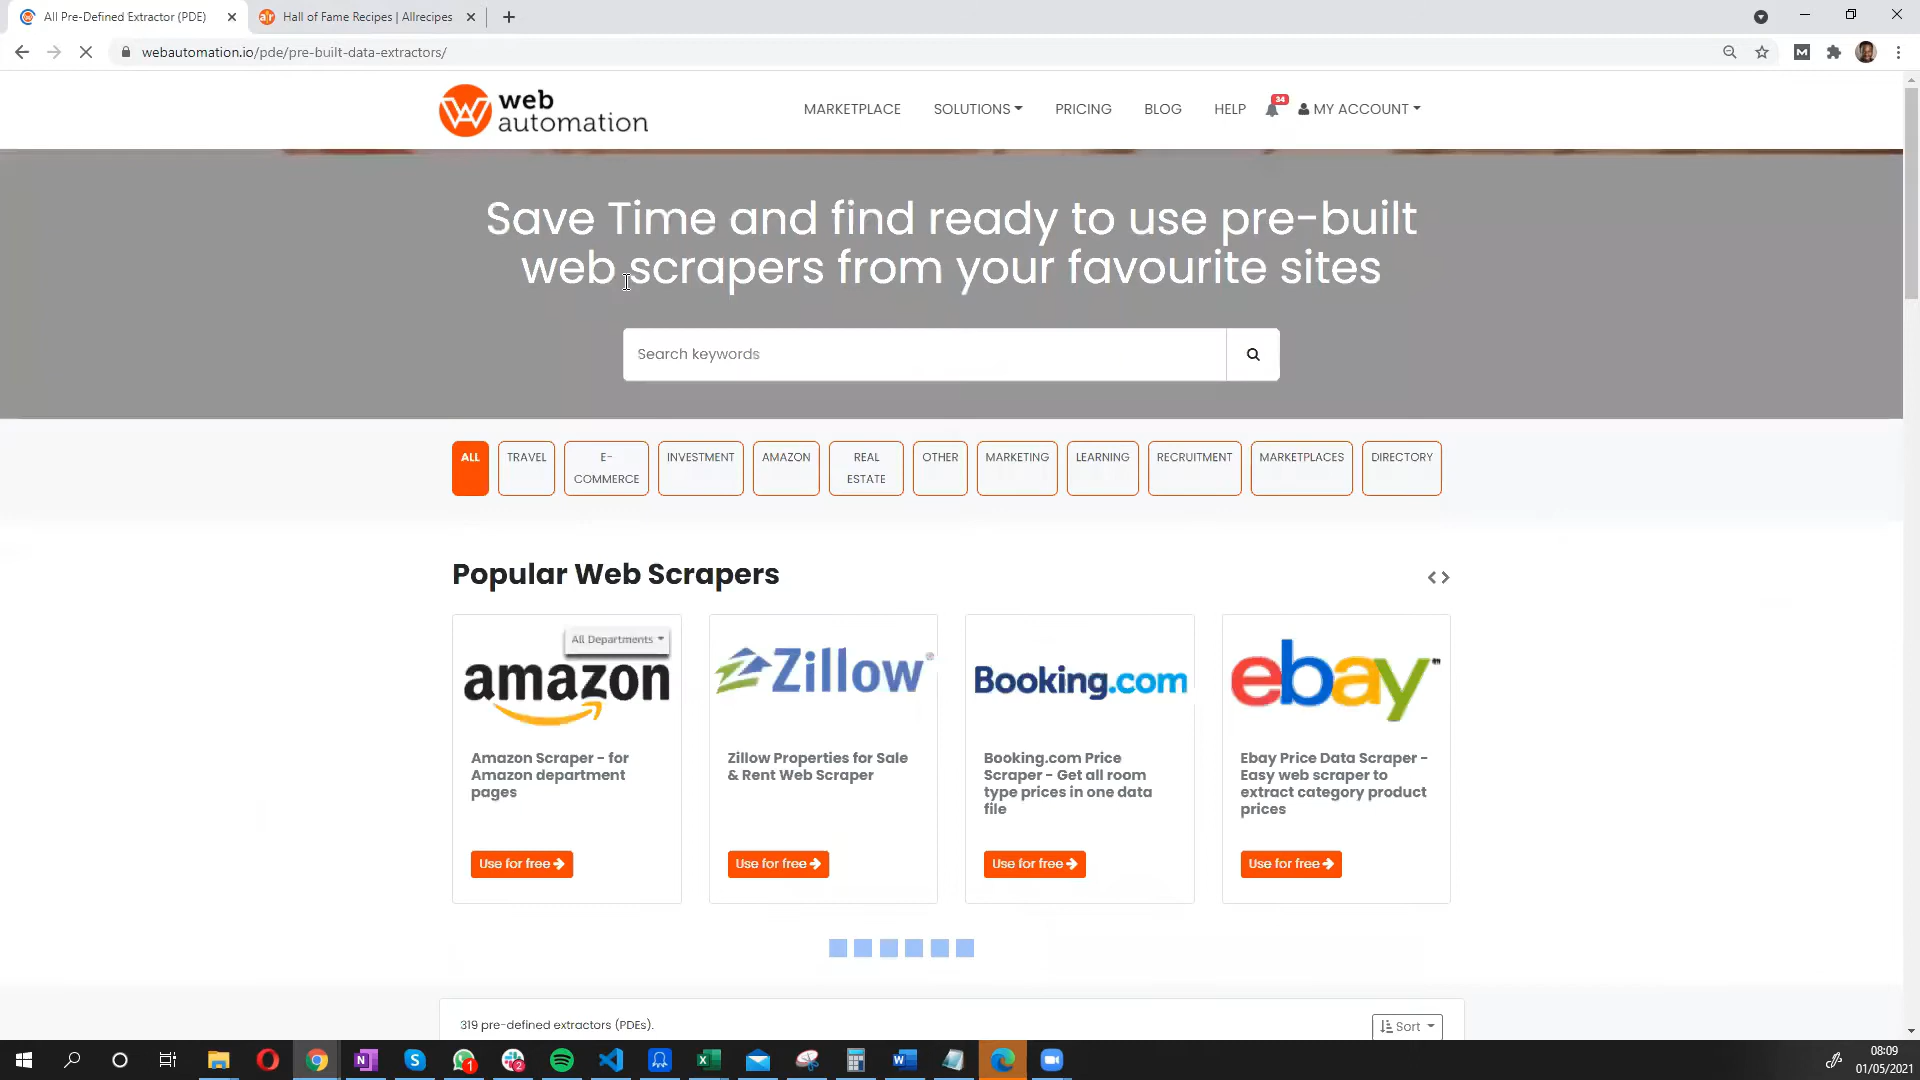 All Pre-Defined Extractor (PDE)
Hall of Fame Recipes | Allrecipes
webautomation.io/pde/pre-built-data-extractors/
web
automation
MARKETPLACE
SOLUTIONS
PRICING
BLOG
HELP
34
MY ACCOUNT
Save Time and find ready to use pre-built
web scrapers from your favourite sites
Search keywords
ALL
TRAVEL
E-
COMMERCE
INVESTMENT
AMAZON
REAL
ESTATE
OTHER
MARKETING
LEARNING
RECRUITMENT
MARKETPLACES
DIRECTORY
Popular Web Scrapers
All Departments
amazon
Zillow
Booking.com
ebay
Amazon Scraper - for
Amazon department
pages
Zillow Properties for Sale
& Rent Web Scraper
Booking.com Price
Scraper - Get all room
type prices in one data
file
Ebay Price Data Scraper -
Easy web scraper to
extract category product
prices
Use for free
Use for free
Use for free
Use for free
319 pre-defined extractors (PDEs).
Sort
08:09
01/05/2021